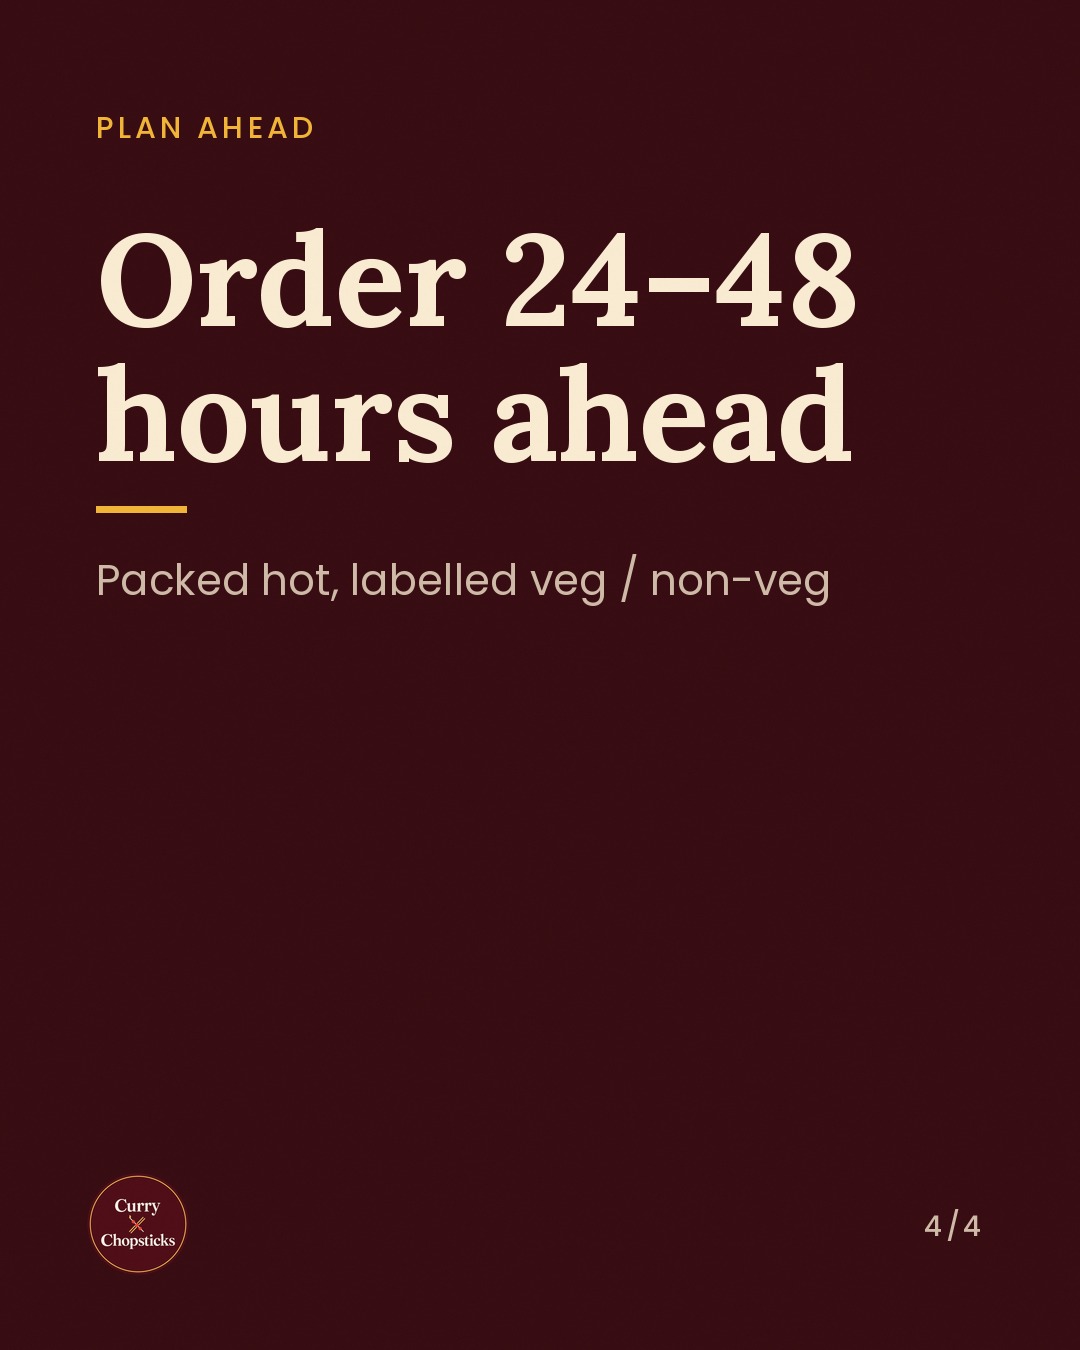 PLAN AHEAD
Order 24–48
hours ahead
Packed hot, labelled veg / non-veg
Curry
Chopsticks
4/4